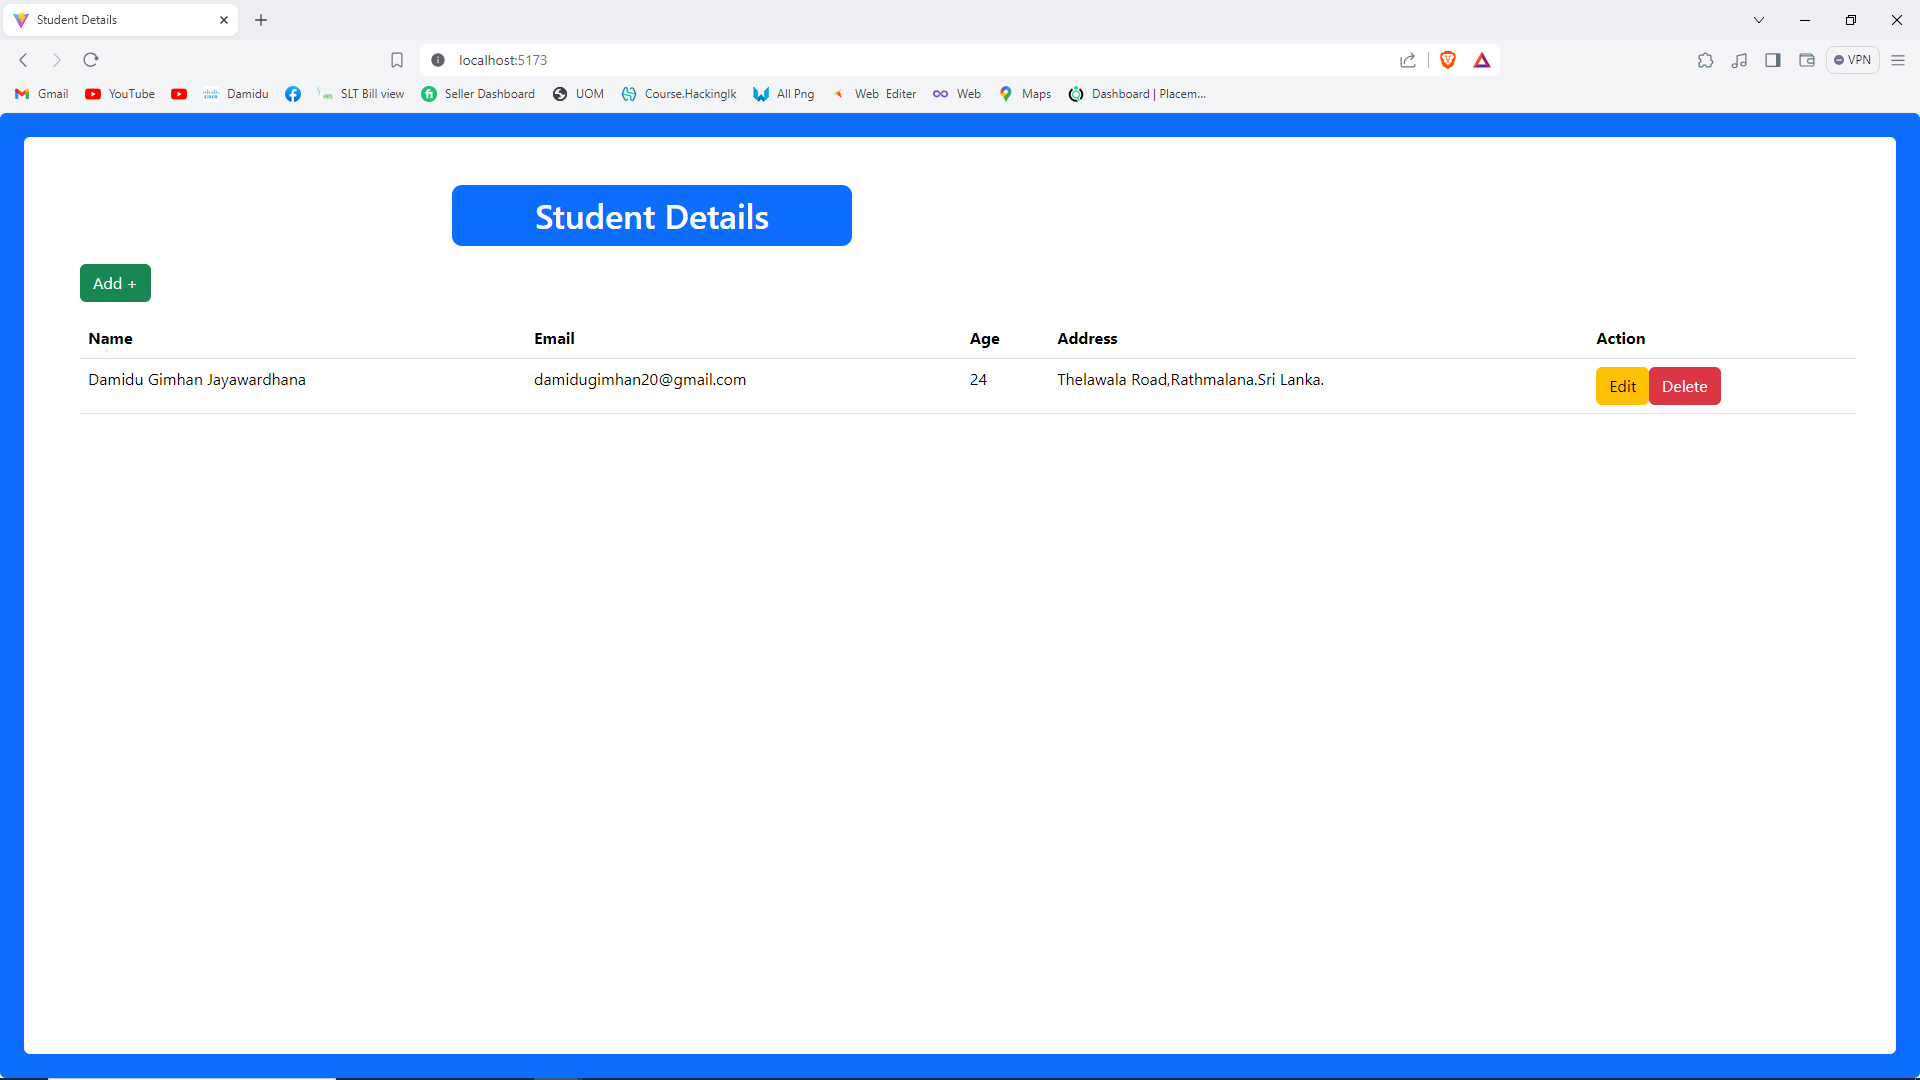 Student Details
localhost:5173
VPN
Gmail YouTube Damidu SLT Bill view Seller Dashboard UOM Course.Hackinglk All Png Web Editer Web Maps Dashboard | Placem...
Student Details
Add +
Name Email Age Address Action
Damidu Gimhan Jayawardhana damidugimhan20@gmail.com 24 Thelawala Road,Rathmalana.Sri Lanka. Edit Delete